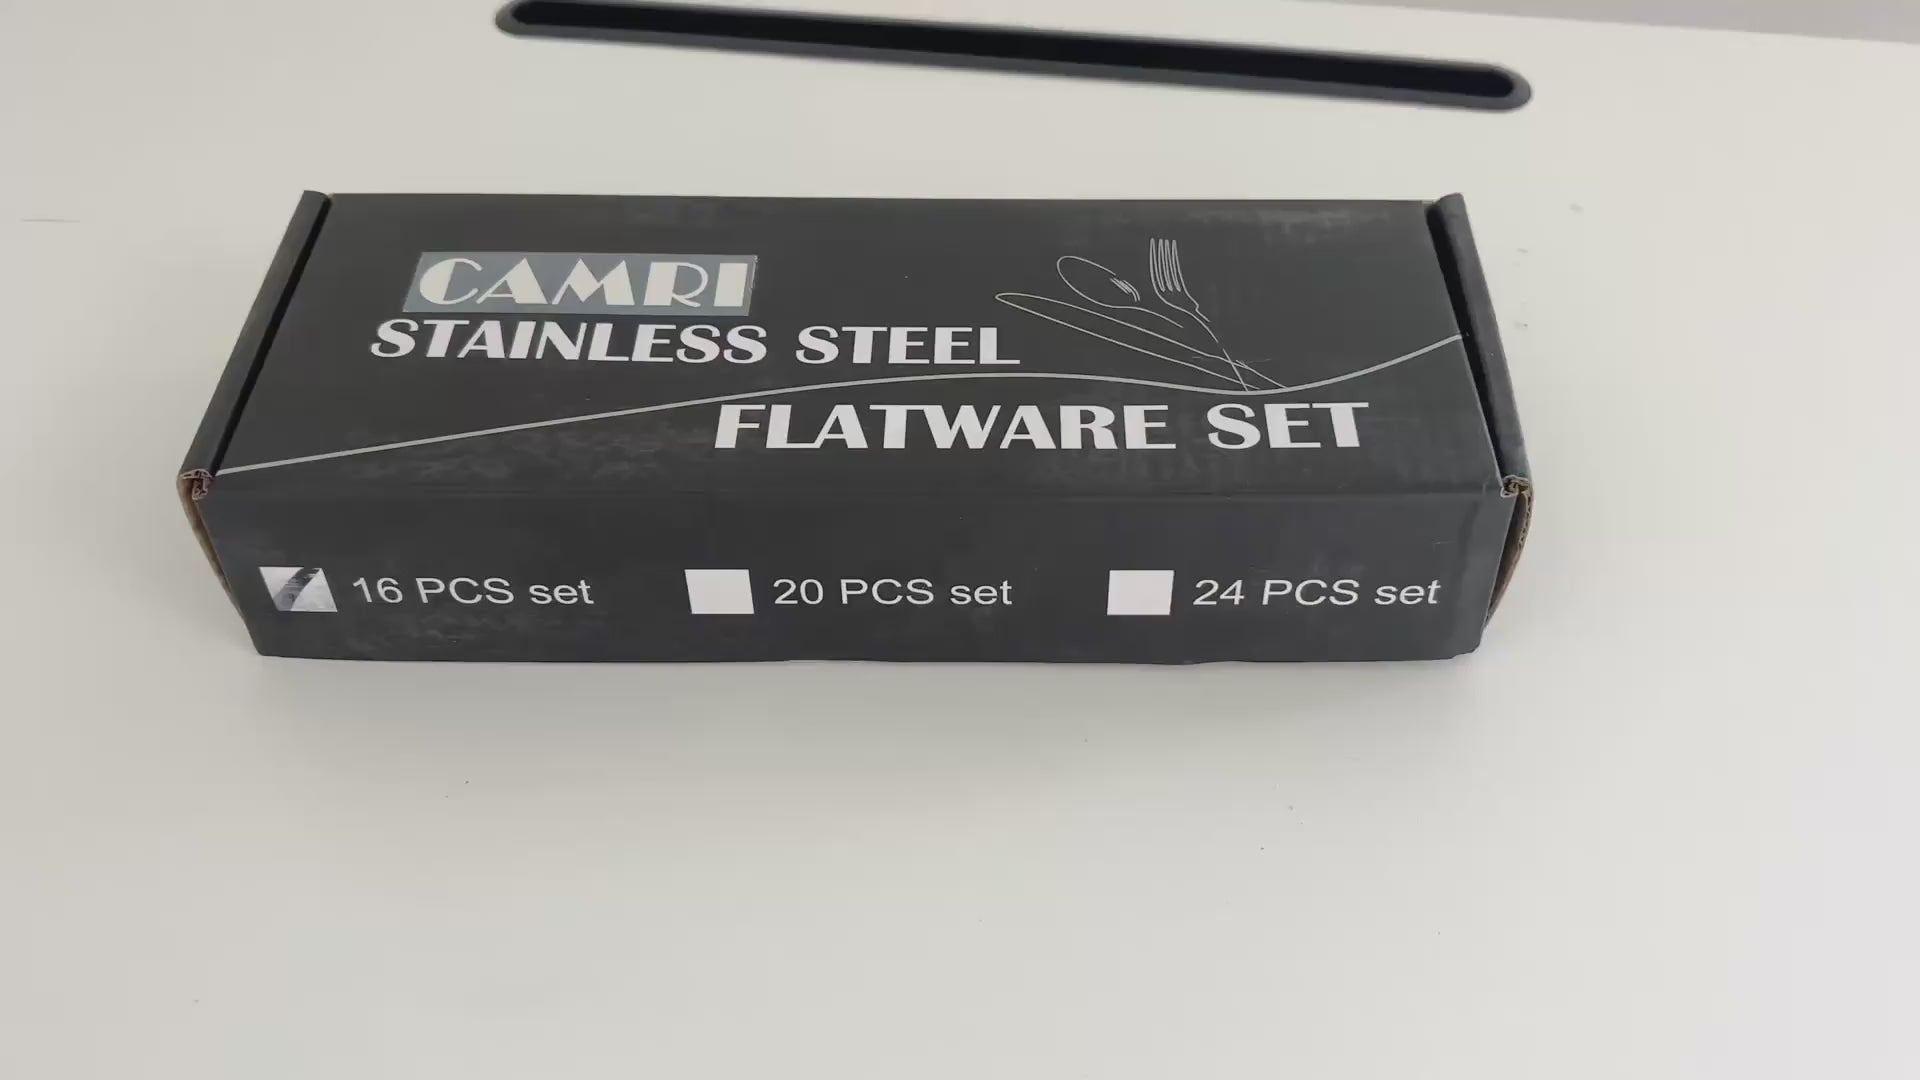 CAMRI
STAINLESS STEEL
FLATWARE SET
16 PCS set
20 PCS set
24 PCS set